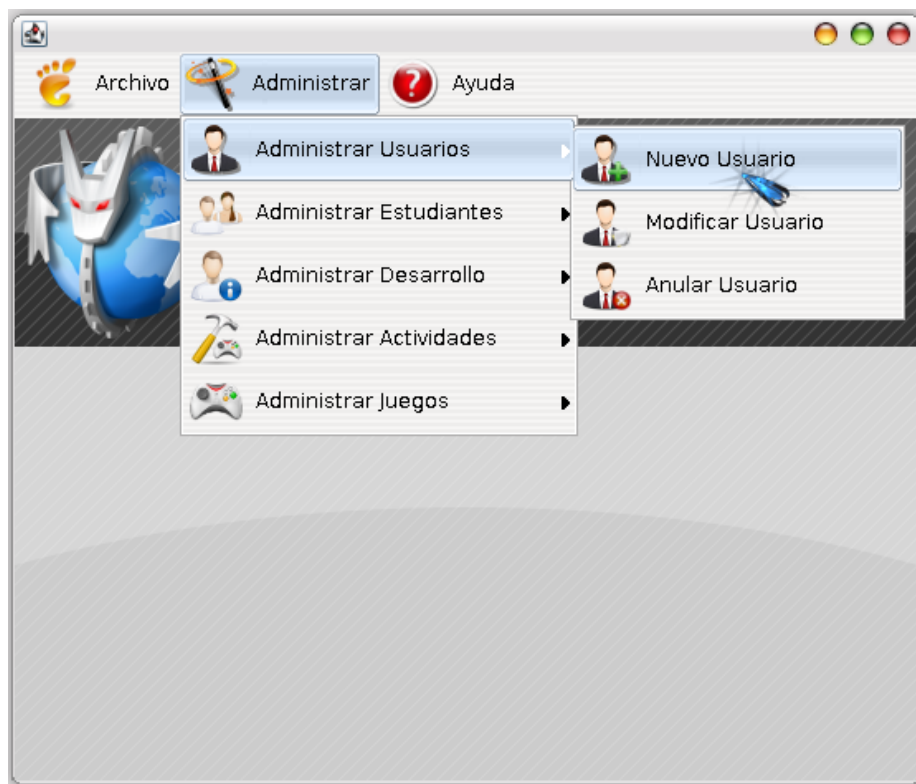 Archivo Administrar Ayuda
Administrar Usuarios
Administrar Estudiantes
Administrar Desarrollo
Administrar Actividades
Administrar Juegos
Nuevo Usuario
Modificar Usuario
Anular Usuario